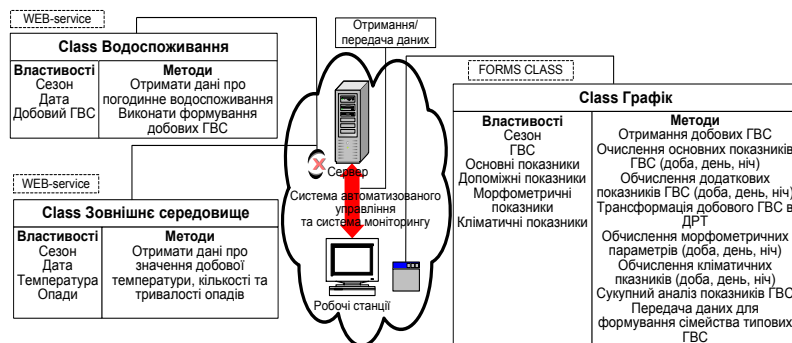 WEB-service
Class Водоспоживання
Властивості
Сезон
Дата
Добовий ГВС
Методи
Отримати дані про
погодинне водоспоживання
Виконати формування
добових ГВС
WEB-service
Class Зовнішнє середовище
Властивості
Сезон
Дата
Температура
Опади
Методи
Отримати дані про
значення добової
температури, кількості та
тривалості опадів
Отримання/
передача даних
Сервер
Система автоматизованого
управління
та система моніторингу
Робочі станції
FORMS CLASS
Class Графік
Властивості
Сезон
ГВС
Основні показники
Допоміжні показники
Морфометричні
показники
Кліматичні показники
Методи
Отримання добових ГВС
Очислення основних показників
ГВС (доба, день, ніч)
Обчислення додаткових
показників ГВС (доба, день, ніч)
Трансформація добового ГВС в
ДРТ
Обчислення морфометричних
параметрів (доба, день, ніч)
Обчислення кліматичних
пказників (доба, день, ніч)
Сукупний аналіз показників ГВС
Передача даних для
формування сімейства типових
ГВС